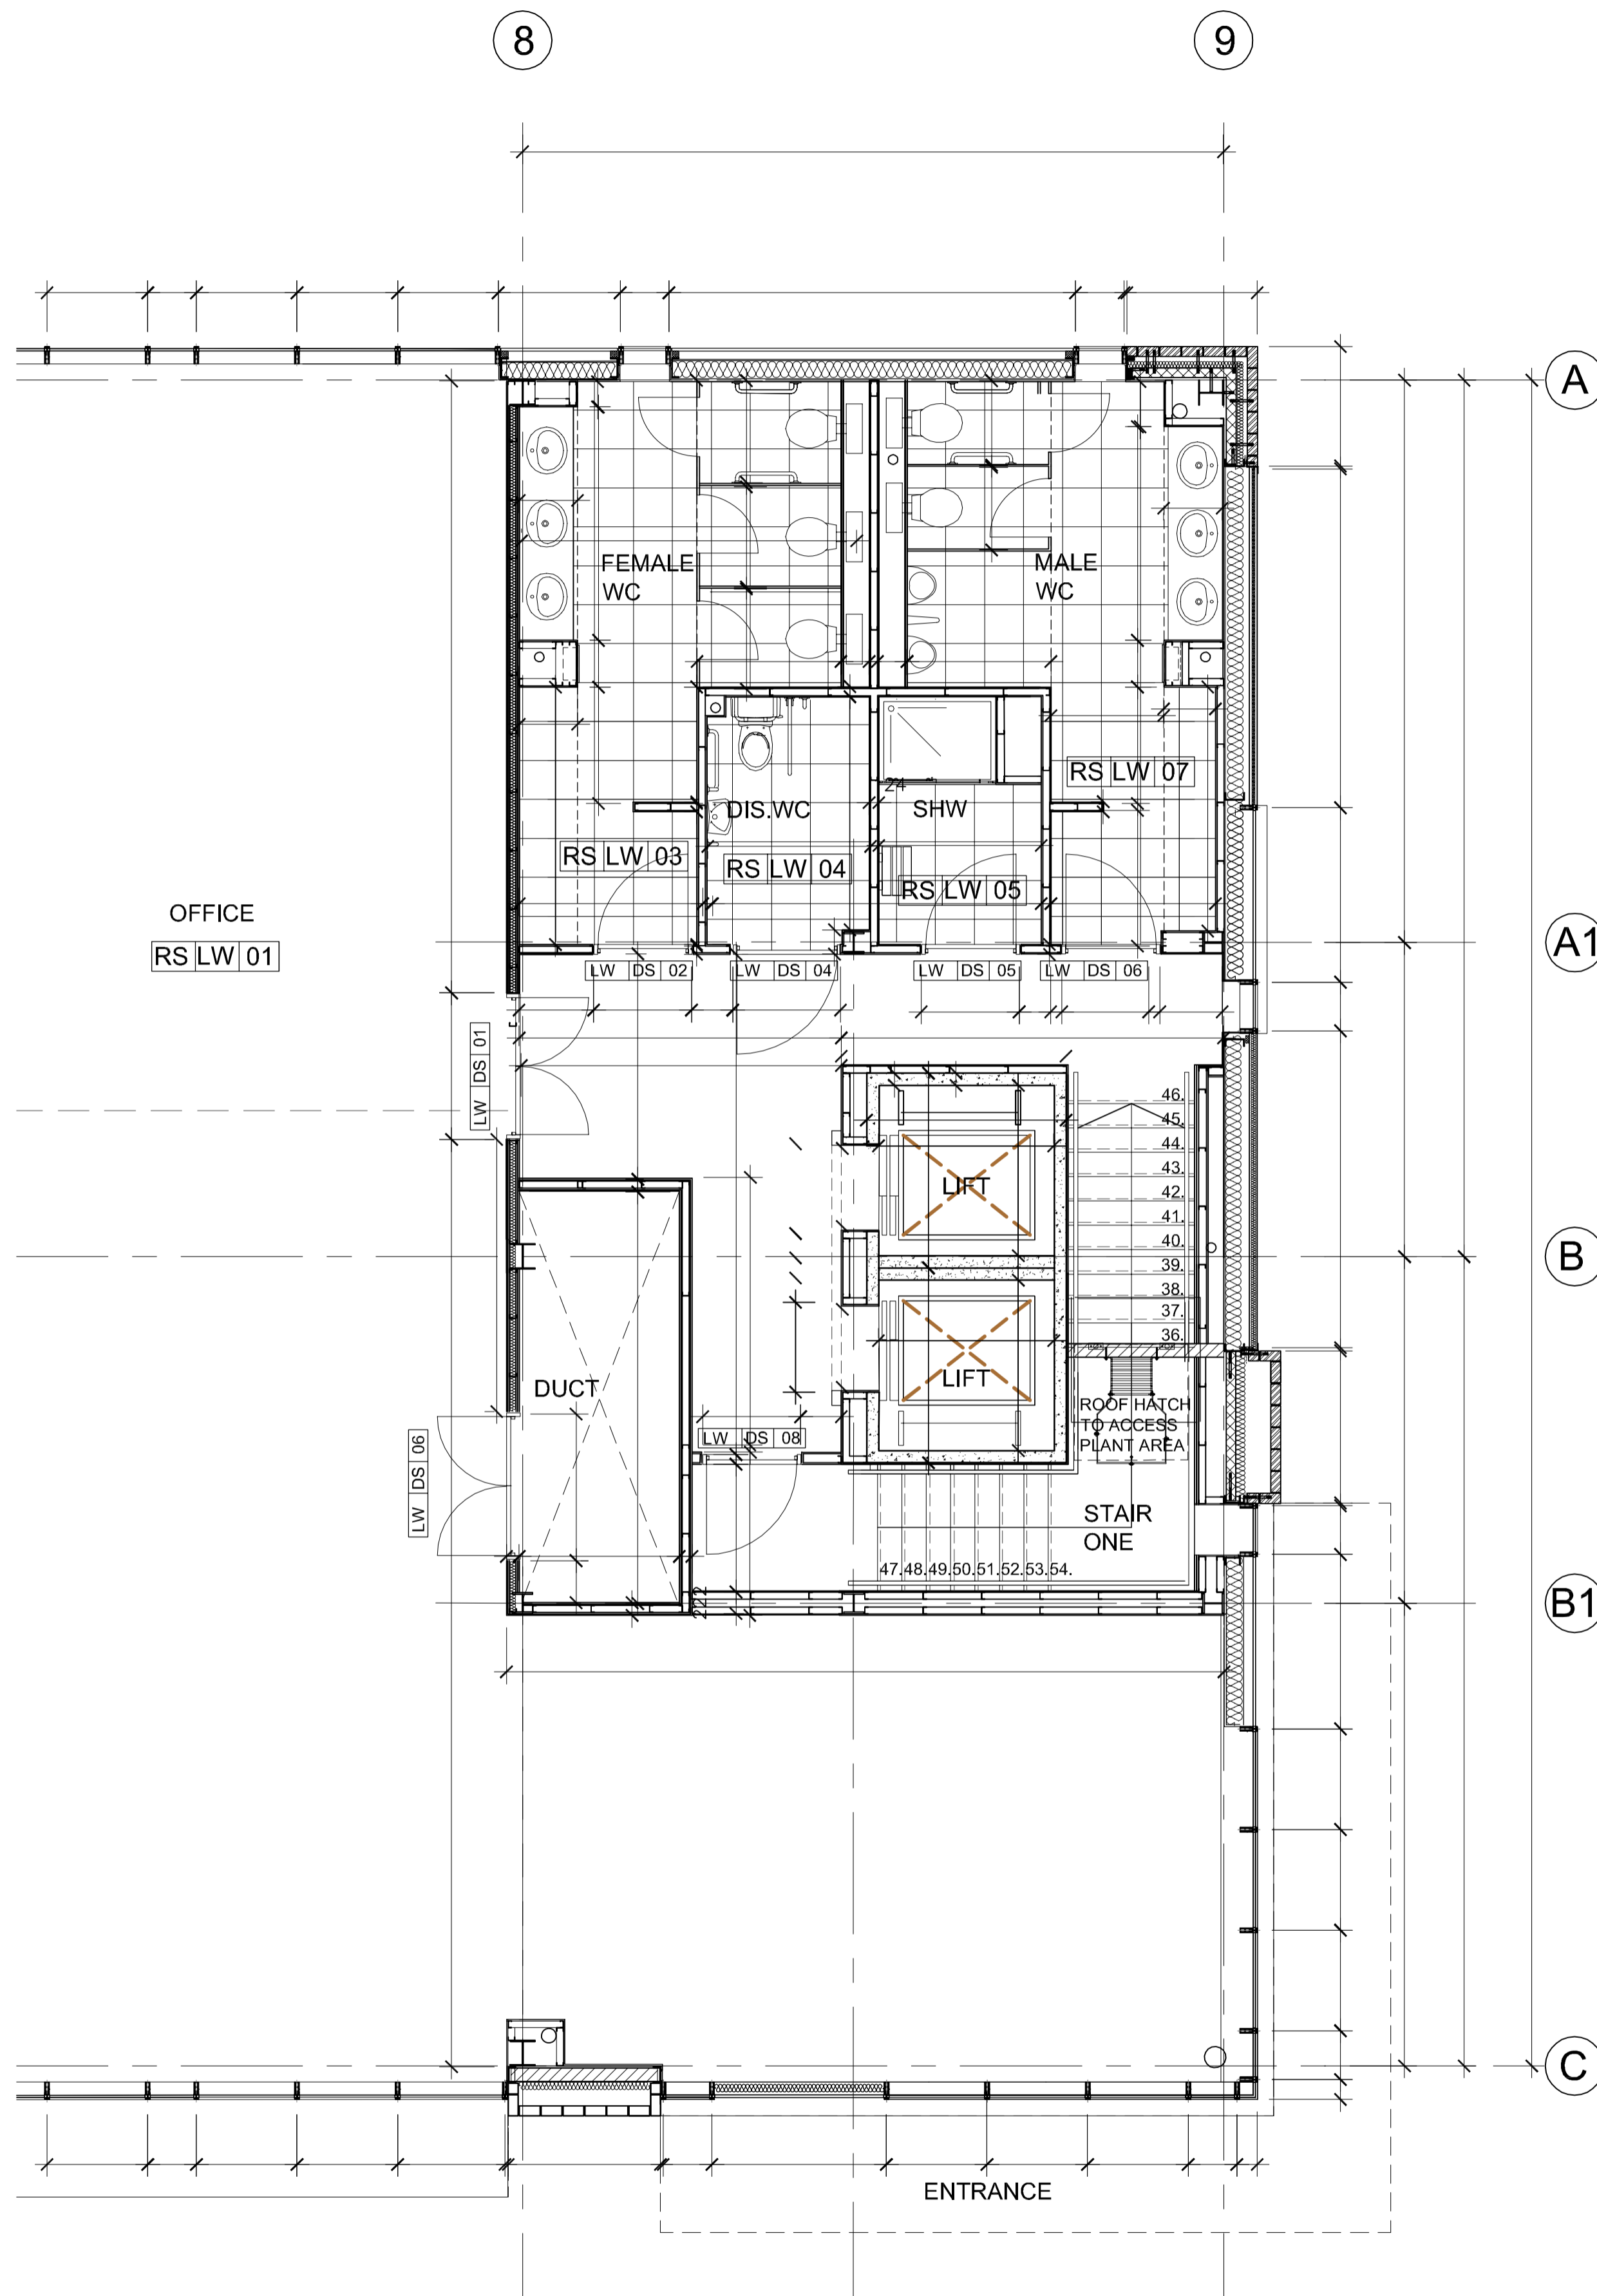 8
9
A
FEMALE
WC
MALE
WC
RS LW 07
24
DIS.WC
SHW
RS LW 03
RS LW 04
RS LW 05
OFFICE
RS LW 01
A1
LW DS 02
LW DS 04
LW DS 05
LW DS 06
LW DS 01
46.
45.
44.
43.
42.
41.
40.
39.
38.
37.
36.
LIFT
B
LIFT
DUCT
ROOF HATCH
TO ACCESS
PLANT AREA
LW DS 08
LW DS 06
STAIR
ONE
47.48.49.50.51.52.53.54.
222
B1
C
ENTRANCE